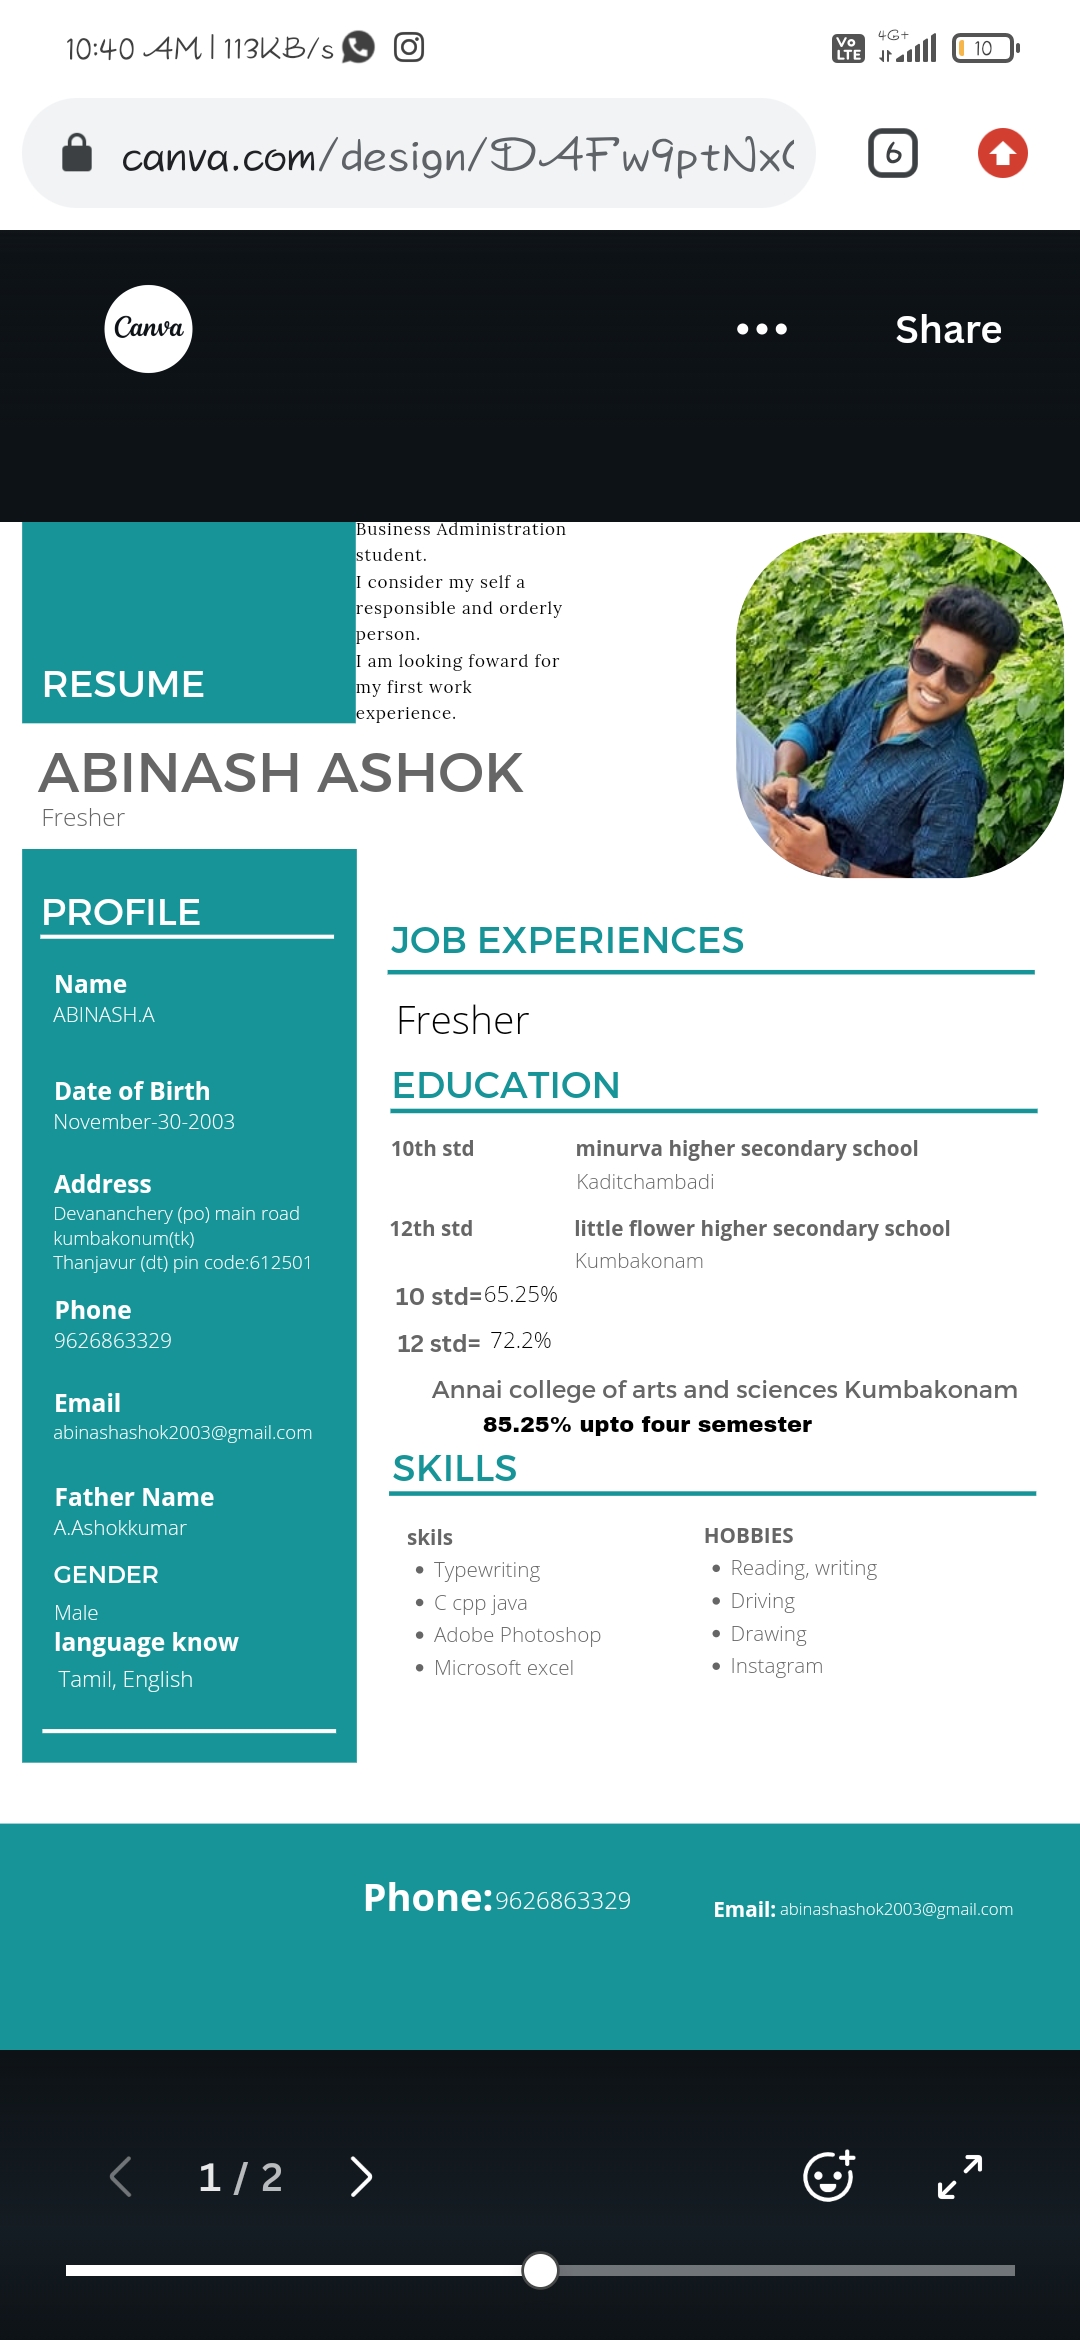 10:40 AM | 113KB/s
Vo LTE 4G+ 10
canva.com/design/DAFw9ptNx
6
Canva
Share
Business Administration
student.
I consider my self a
responsible and orderly
person.
I am looking foward for
my first work
experience.
RESUME
ABINASH ASHOK
Fresher
PROFILE
Name
ABINASH.A
Date of Birth
November-30-2003
Address
Devananchery (po) main road
kumbakonum(tk)
Thanjavur (dt) pin code:612501
Phone
9626863329
Email
abinashashok2003@gmail.com
Father Name
A.Ashokkumar
GENDER
Male
language know
Tamil, English
JOB EXPERIENCES
Fresher
EDUCATION
10th std minurva higher secondary school
Kaditchambadi
12th std little flower higher secondary school
Kumbakonam
10 std=65.25%
12 std= 72.2%
Annai college of arts and sciences Kumbakonam
85.25% upto four semester
SKILLS
skils
Typewriting
C cpp java
Adobe Photoshop
Microsoft excel
HOBBIES
Reading, writing
Driving
Drawing
Instagram
Phone:9626863329
Email: abinashashok2003@gmail.com
1 / 2